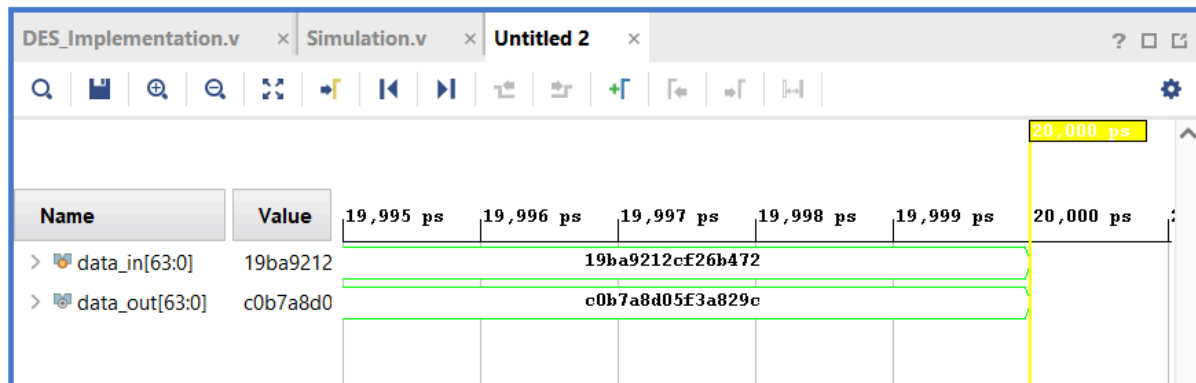 DES_Implementation.v × Simulation.v × Untitled 2 × ?
20,000 ps
Name Value 19,995 ps 19,996 ps 19,997 ps 19,998 ps 19,999 ps 20,000 ps
data_in[63:0] 19ba9212 19ba9212cf26b472
data_out[63:0] c0b7a8d0 c0b7a8d05f3a829c